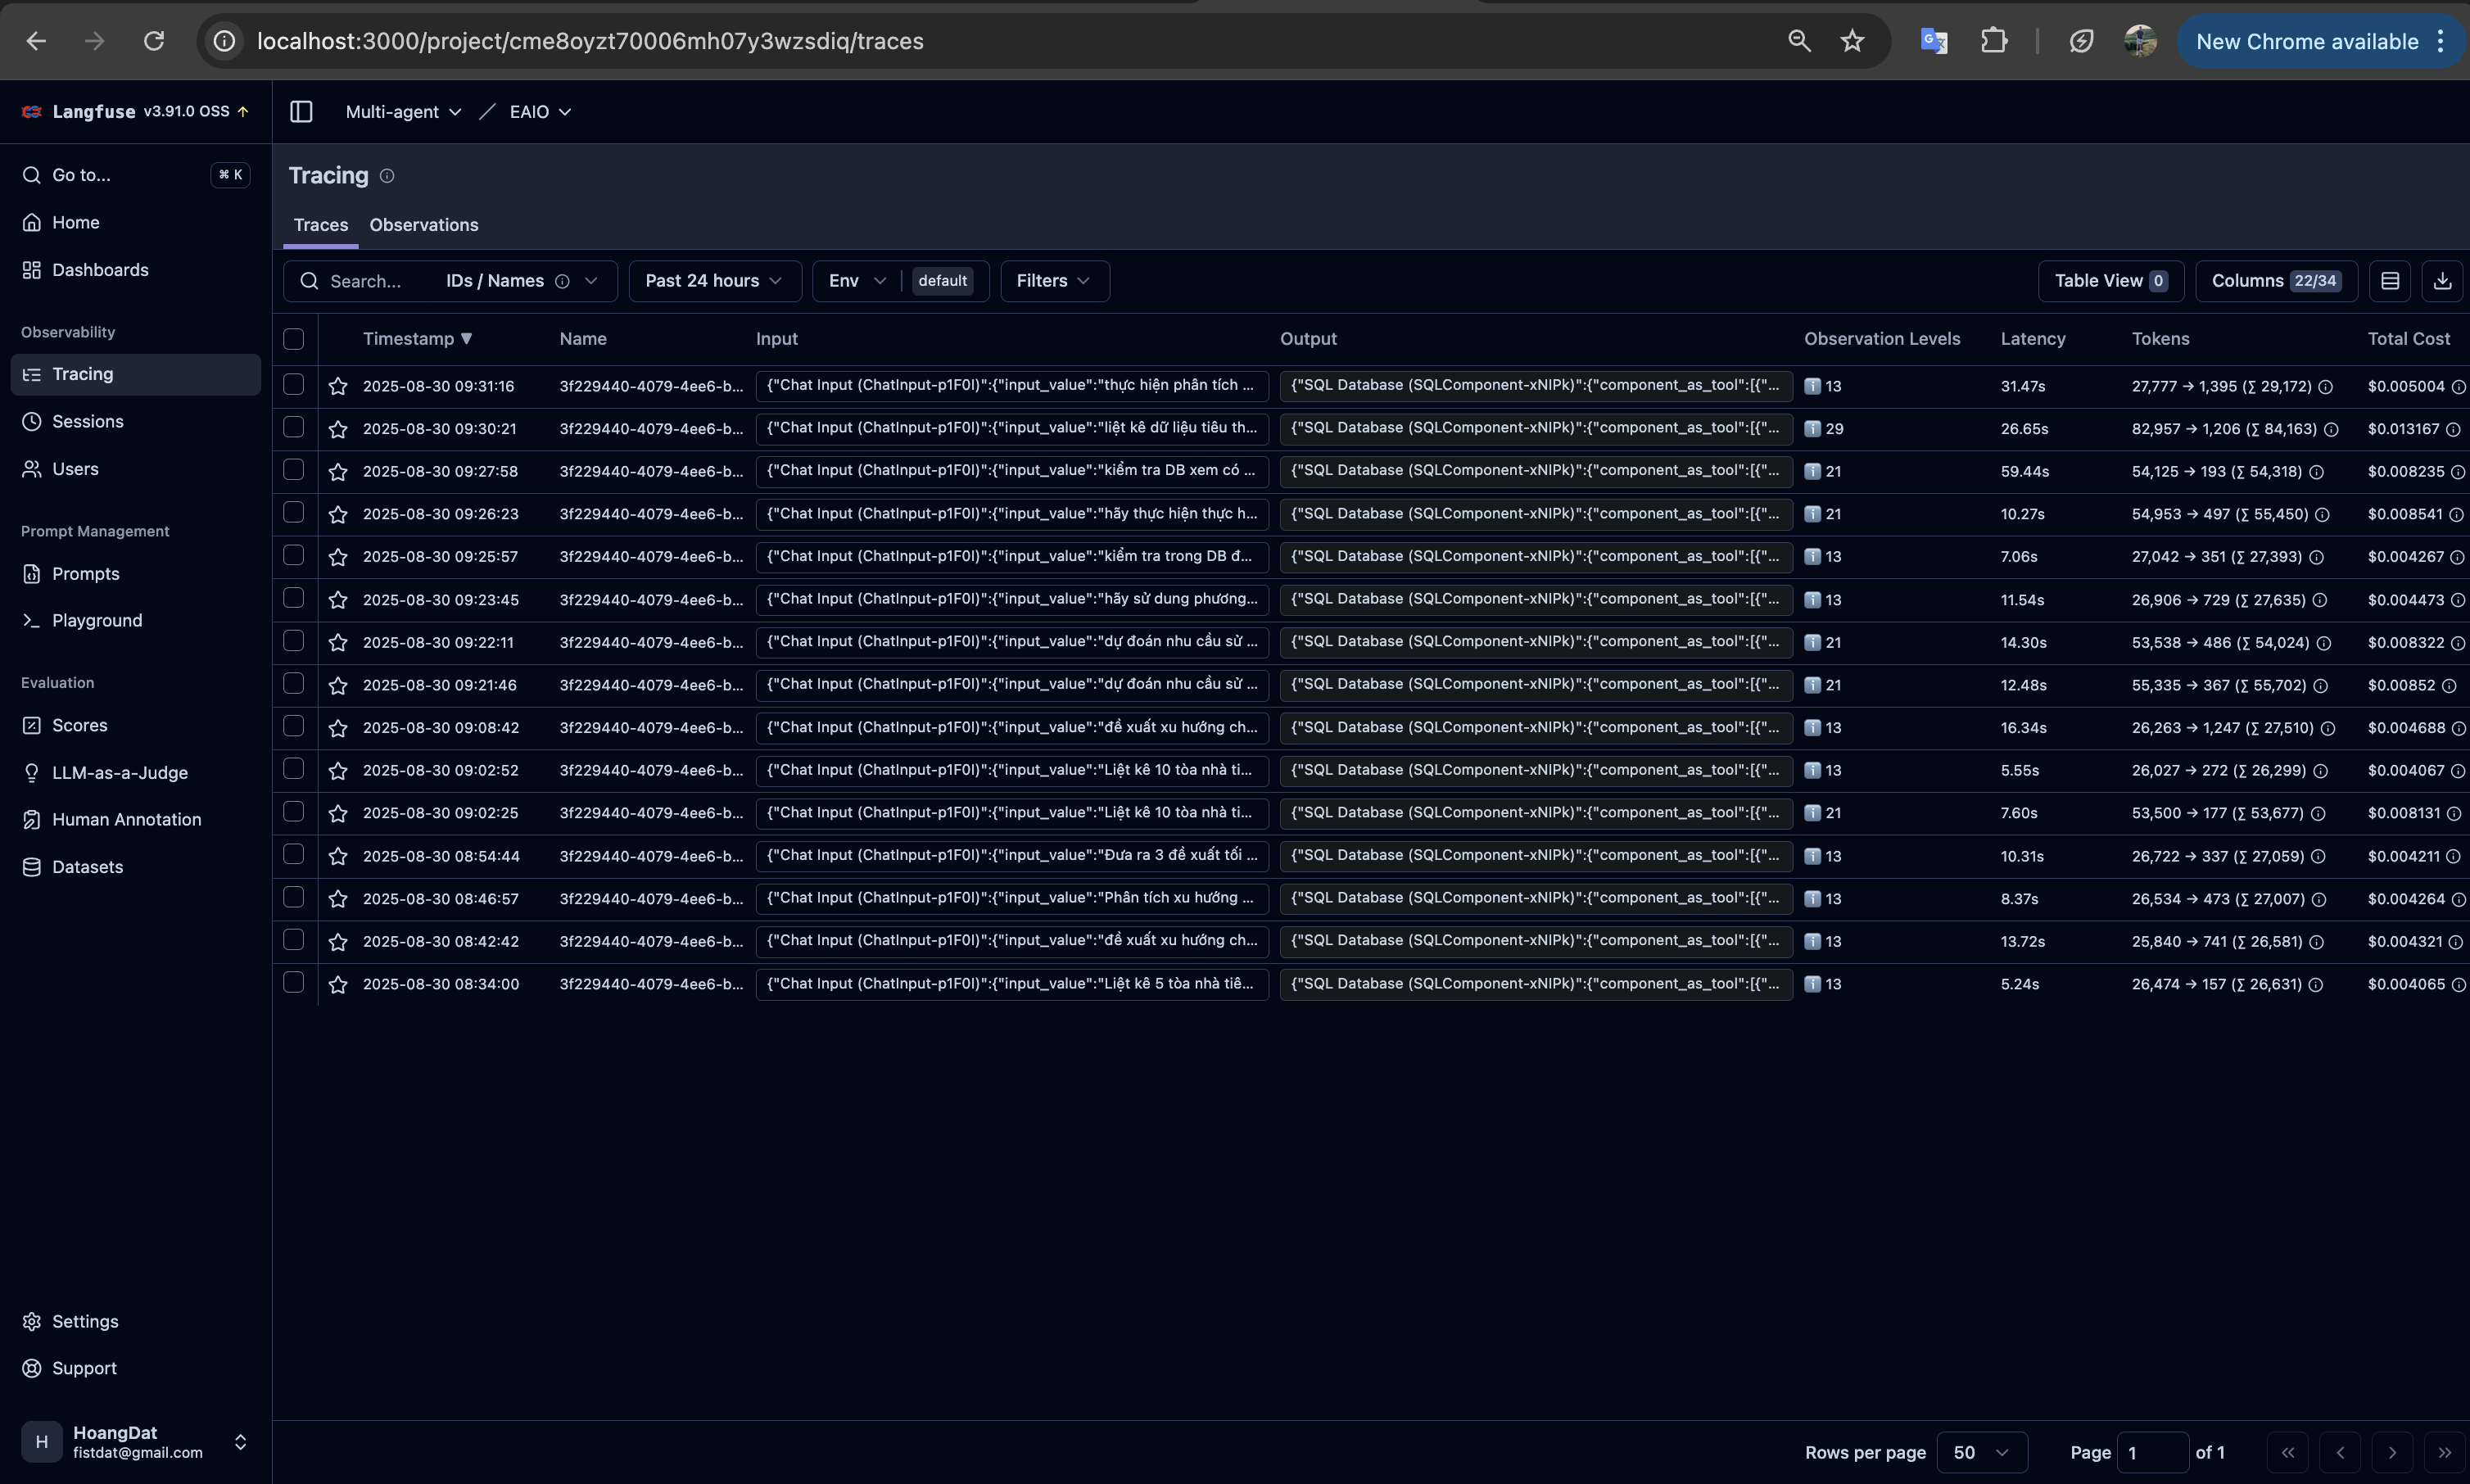 localhost:3000/project/cme8oyzt70006mh07y3wzsdiq/traces
New Chrome available
Langfuse v3.91.0 OSS
Multi-agent / EAIO
Go to... ⌘ K
Home
Dashboards
Observability
Tracing
Sessions
Users
Prompt Management
Prompts
Playground
Evaluation
Scores
LLM-as-a-Judge
Human Annotation
Datasets
Settings
Support
H
HoangDat
fistdat@gmail.com
Tracing
Traces Observations
Search... IDs / Names Past 24 hours Env default Filters Table View 0 Columns 22/34
Timestamp ▼ Name Input Output Observation Levels Latency Tokens Total Cost
2025-08-30 09:31:16 3f229440-4079-4ee6-b... {"Chat Input (ChatInput-p1F0I)":{"input_value":"thực hiện phân tích ... {"SQL Database (SQLComponent-xNIPk)":{"component_as_tool":[{"... 13 31.47s 27,777 → 1,395 (∑ 29,172) $0.005004
2025-08-30 09:30:21 3f229440-4079-4ee6-b... {"Chat Input (ChatInput-p1F0I)":{"input_value":"liệt kê dữ liệu tiêu th... {"SQL Database (SQLComponent-xNIPk)":{"component_as_tool":[{"... 29 26.65s 82,957 → 1,206 (∑ 84,163) $0.013167
2025-08-30 09:27:58 3f229440-4079-4ee6-b... {"Chat Input (ChatInput-p1F0I)":{"input_value":"kiểm tra DB xem có ... {"SQL Database (SQLComponent-xNIPk)":{"component_as_tool":[{"... 21 59.44s 54,125 → 193 (∑ 54,318) $0.008235
2025-08-30 09:26:23 3f229440-4079-4ee6-b... {"Chat Input (ChatInput-p1F0I)":{"input_value":"hãy thực hiện thực h... {"SQL Database (SQLComponent-xNIPk)":{"component_as_tool":[{"... 21 10.27s 54,953 → 497 (∑ 55,450) $0.008541
2025-08-30 09:25:57 3f229440-4079-4ee6-b... {"Chat Input (ChatInput-p1F0I)":{"input_value":"kiểm tra trong DB đ... {"SQL Database (SQLComponent-xNIPk)":{"component_as_tool":[{"... 13 7.06s 27,042 → 351 (∑ 27,393) $0.004267
2025-08-30 09:23:45 3f229440-4079-4ee6-b... {"Chat Input (ChatInput-p1F0I)":{"input_value":"hãy sử dung phương... {"SQL Database (SQLComponent-xNIPk)":{"component_as_tool":[{"... 13 11.54s 26,906 → 729 (∑ 27,635) $0.004473
2025-08-30 09:22:11 3f229440-4079-4ee6-b... {"Chat Input (ChatInput-p1F0I)":{"input_value":"dự đoán nhu cầu sử ... {"SQL Database (SQLComponent-xNIPk)":{"component_as_tool":[{"... 21 14.30s 53,538 → 486 (∑ 54,024) $0.008322
2025-08-30 09:21:46 3f229440-4079-4ee6-b... {"Chat Input (ChatInput-p1F0I)":{"input_value":"dự đoán nhu cầu sử ... {"SQL Database (SQLComponent-xNIPk)":{"component_as_tool":[{"... 21 12.48s 55,335 → 367 (∑ 55,702) $0.00852
2025-08-30 09:08:42 3f229440-4079-4ee6-b... {"Chat Input (ChatInput-p1F0I)":{"input_value":"đề xuất xu hướng ch... {"SQL Database (SQLComponent-xNIPk)":{"component_as_tool":[{"... 13 16.34s 26,263 → 1,247 (∑ 27,510) $0.004688
2025-08-30 09:02:52 3f229440-4079-4ee6-b... {"Chat Input (ChatInput-p1F0I)":{"input_value":"Liệt kê 10 tòa nhà ti... {"SQL Database (SQLComponent-xNIPk)":{"component_as_tool":[{"... 13 5.55s 26,027 → 272 (∑ 26,299) $0.004067
2025-08-30 09:02:25 3f229440-4079-4ee6-b... {"Chat Input (ChatInput-p1F0I)":{"input_value":"Liệt kê 10 tòa nhà ti... {"SQL Database (SQLComponent-xNIPk)":{"component_as_tool":[{"... 21 7.60s 53,500 → 177 (∑ 53,677) $0.008131
2025-08-30 08:54:44 3f229440-4079-4ee6-b... {"Chat Input (ChatInput-p1F0I)":{"input_value":"Đưa ra 3 đề xuất tối ... {"SQL Database (SQLComponent-xNIPk)":{"component_as_tool":[{"... 13 10.31s 26,722 → 337 (∑ 27,059) $0.004211
2025-08-30 08:46:57 3f229440-4079-4ee6-b... {"Chat Input (ChatInput-p1F0I)":{"input_value":"Phân tích xu hướng ... {"SQL Database (SQLComponent-xNIPk)":{"component_as_tool":[{"... 13 8.37s 26,534 → 473 (∑ 27,007) $0.004264
2025-08-30 08:42:42 3f229440-4079-4ee6-b... {"Chat Input (ChatInput-p1F0I)":{"input_value":"đề xuất xu hướng ch... {"SQL Database (SQLComponent-xNIPk)":{"component_as_tool":[{"... 13 13.72s 25,840 → 741 (∑ 26,581) $0.004321
2025-08-30 08:34:00 3f229440-4079-4ee6-b... {"Chat Input (ChatInput-p1F0I)":{"input_value":"Liệt kê 5 tòa nhà tiê... {"SQL Database (SQLComponent-xNIPk)":{"component_as_tool":[{"... 13 5.24s 26,474 → 157 (∑ 26,631) $0.004065
Rows per page 50 Page 1 of 1